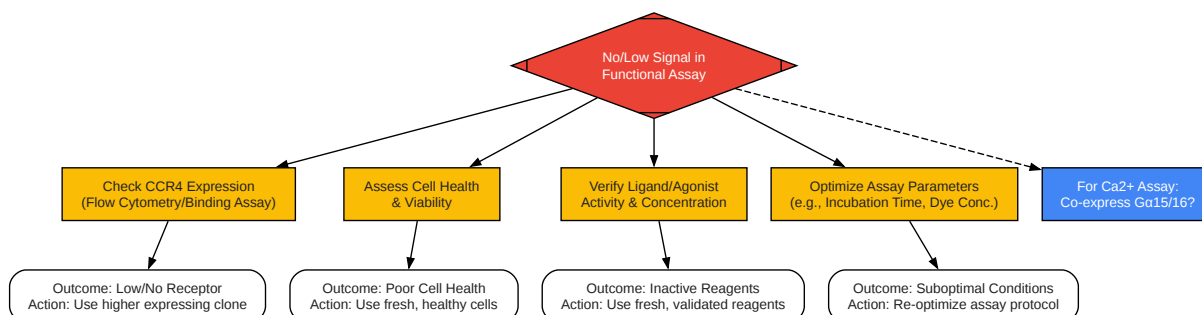 No/Low Signal in
Functional Assay
Check CCR4 Expression
(Flow Cytometry/Binding Assay)
Assess Cell Health
& Viability
Verify Ligand/Agonist
Activity & Concentration
Optimize Assay Parameters
(e.g., Incubation Time, Dye Conc.)
For Ca2+ Assay:
Co-express Gα15/16?
Outcome: Low/No Receptor
Action: Use higher expressing clone
Outcome: Poor Cell Health
Action: Use fresh, healthy cells
Outcome: Inactive Reagents
Action: Use fresh, validated reagents
Outcome: Suboptimal Conditions
Action: Re-optimize assay protocol